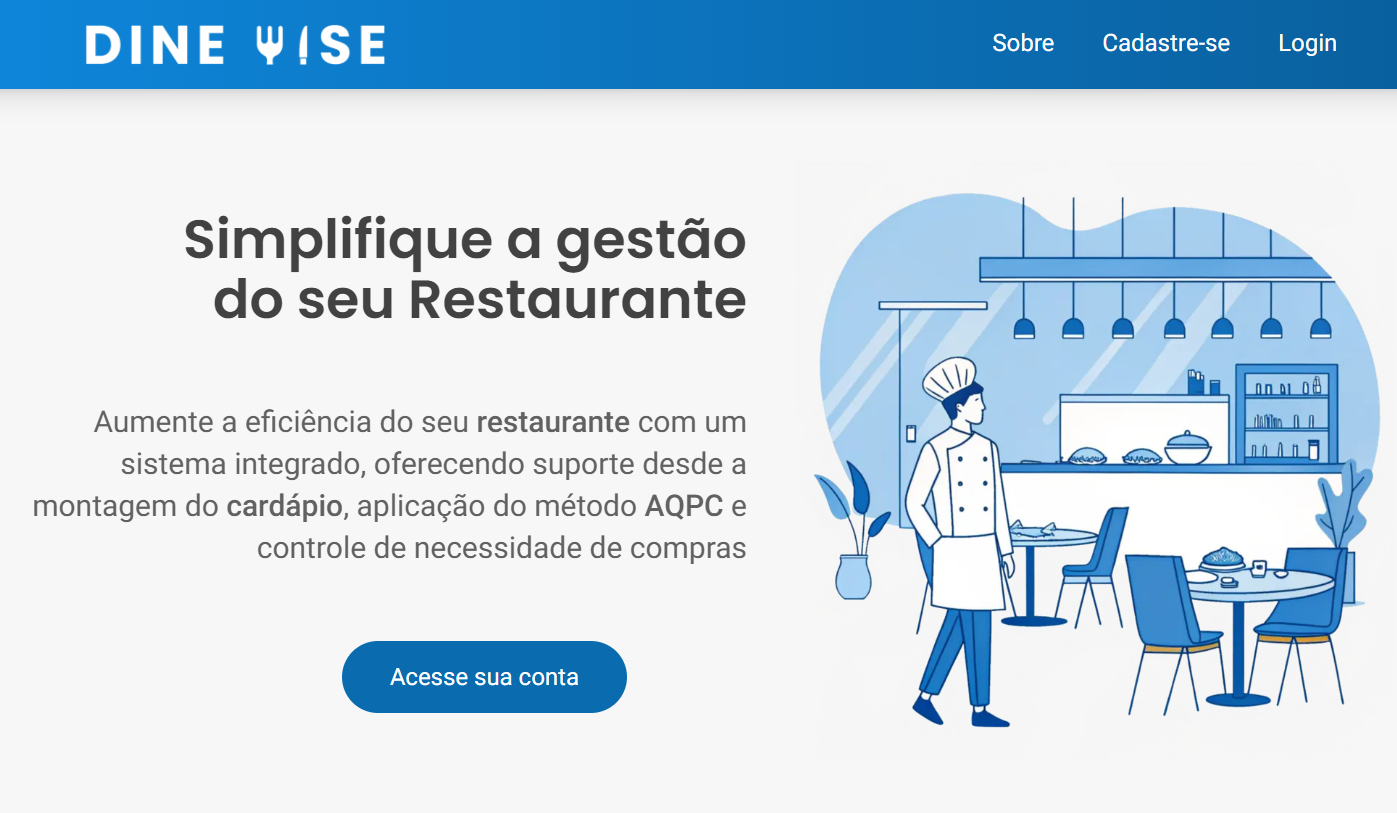 DINE WISE
Sobre
Cadastre-se
Login
Simplifique a gestão
do seu Restaurante
Aumente a eficiência do seu restaurante com um
sistema integrado, oferecendo suporte desde a
montagem do cardápio, aplicação do método AQPC e
controle de necessidade de compras
Acesse sua conta